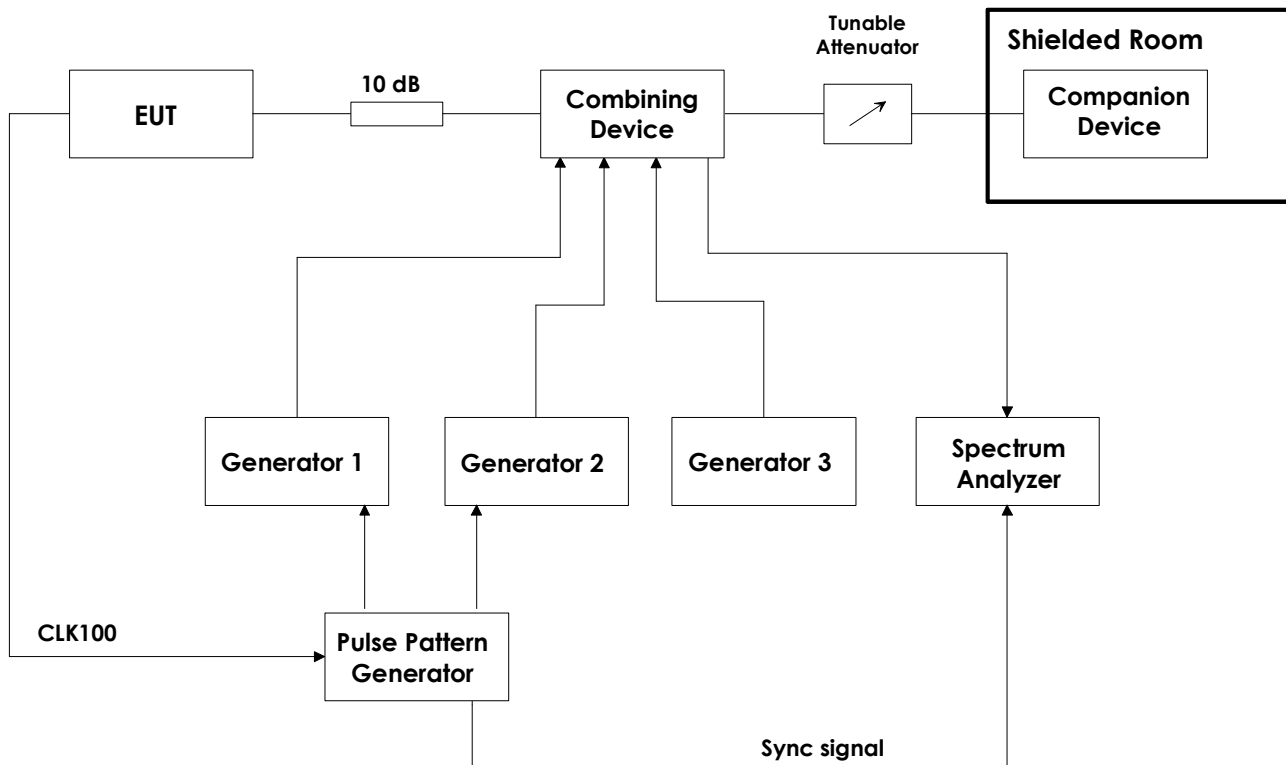 Tunable
Attenuator
Shielded Room
10 dB
EUT
Combining
Device
Companion
Device
Generator 1
Generator 2
Generator 3
Spectrum
Analyzer
CLK100
Pulse Pattern
Generator
Sync signal